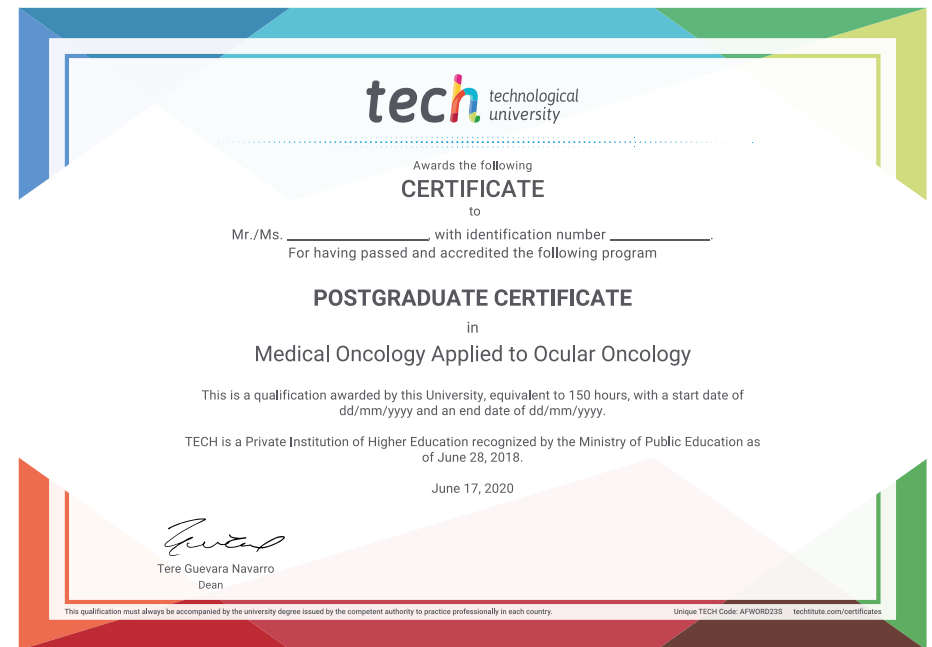 tech technological
university
Awards the following
CERTIFICATE
to
Mr./Ms. ____________________, with identification number ______________.
For having passed and accredited the following program
POSTGRADUATE CERTIFICATE
in
Medical Oncology Applied to Ocular Oncology
This is a qualification awarded by this University, equivalent to 150 hours, with a start date of
dd/mm/yyyy and an end date of dd/mm/yyyy.
TECH is a Private Institution of Higher Education recognized by the Ministry of Public Education as
of June 28, 2018.
June 17, 2020
Tere Guevara Navarro
Dean
This qualification must always be accompanied by the university degree issued by the competent authority to practice professionally in each country.
Unique TECH Code: AFWORD23S techtitute.com/certificates